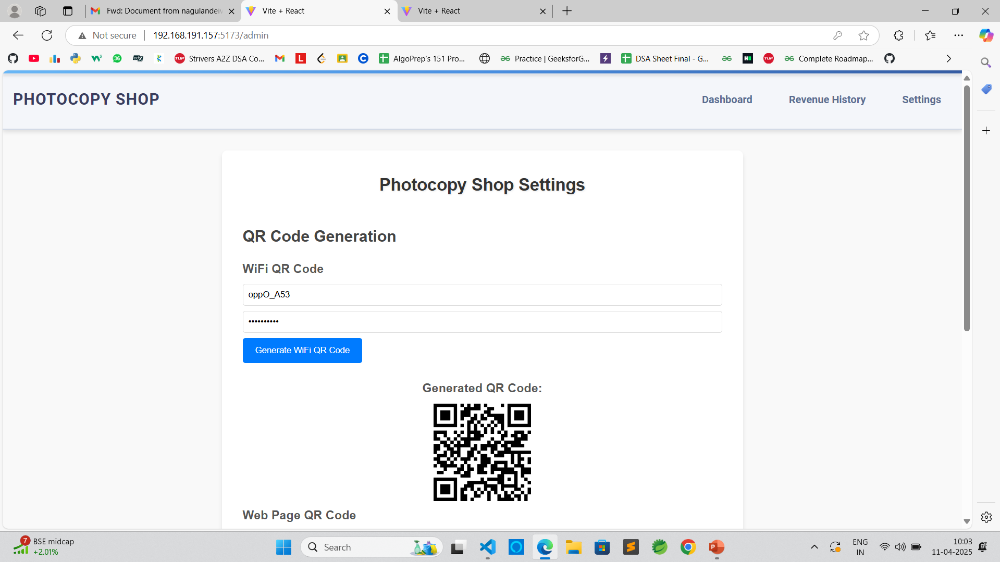 Fwd: Document from nagulandeiv
Vite + React
Vite + React
Not secure
192.168.191.157:5173/admin
Strivers A2Z DSA Co...
AlgoPrep's 151 Pro...
Practice | GeeksforG...
DSA Sheet Final - G...
Complete Roadmap...
PHOTOCOPY SHOP
Dashboard
Revenue History
Settings
Photocopy Shop Settings
QR Code Generation
WiFi QR Code
oppO_A53
••••••••••
Generate WiFi QR Code
Generated QR Code:
Web Page QR Code
7
BSE midcap
+2.01%
Search
ENG
IN
10:03
11-04-2025